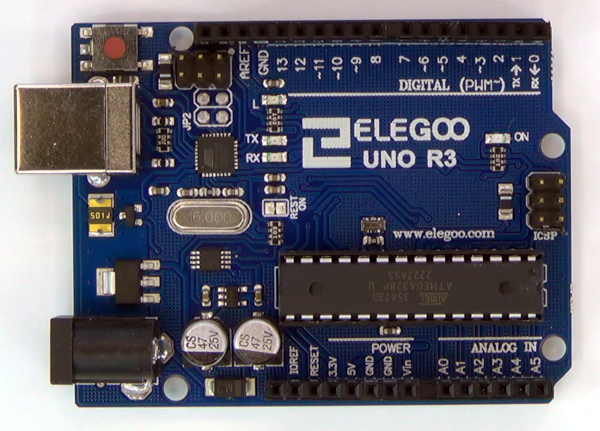 AREF
GND
13
12
~11
~10
~9
8
7
~6
~5
4
~3
2
TX→1
RX←0
DIGITAL (PWM~)
L
TX
RX
ON
JP2
ELEGOO
UNO R3
16.000
REST
ON
ICSP
www.elegoo.com
ATMEGA328P U
CS
47
25V
CS
47
25V
IOREF
RESET
3.3V
5V
GND
GND
Vin
POWER
ANALOG IN
A0
A1
A2
A3
A4
A5